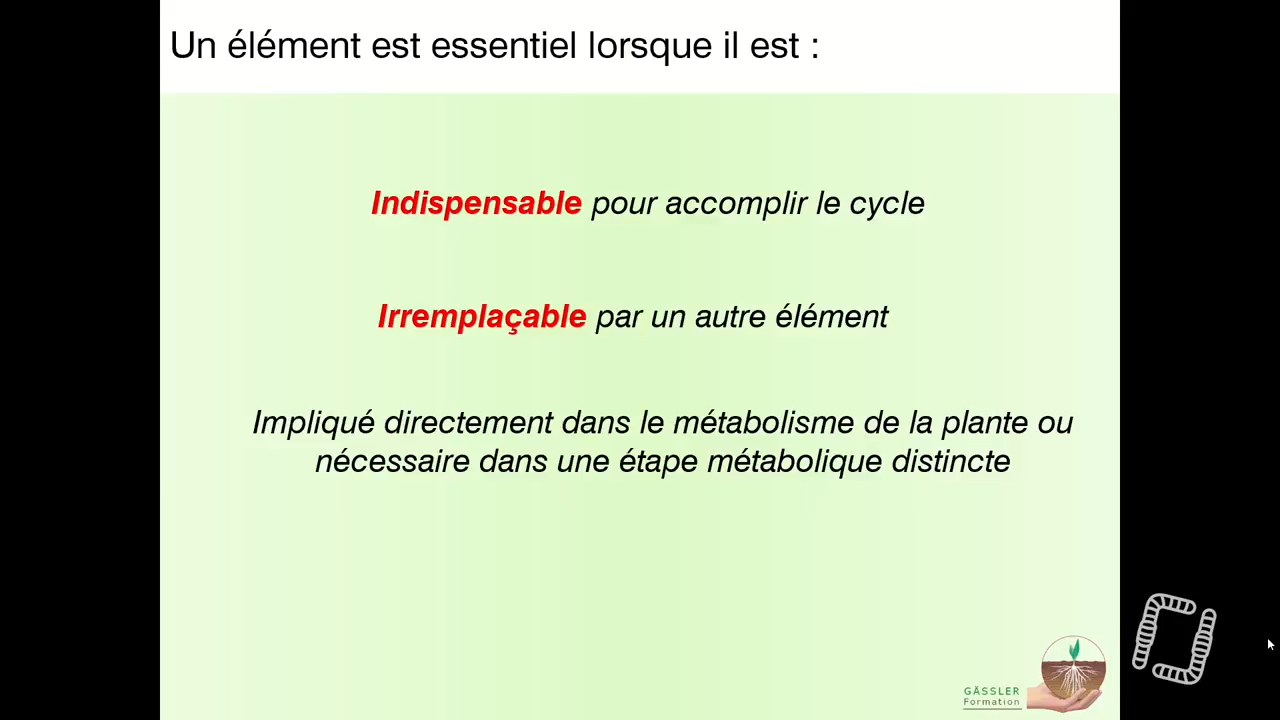 Un élément est essentiel lorsque il est :
Indispensable pour accomplir le cycle
Irremplaçable par un autre élément
Impliqué directement dans le métabolisme de la plante ou
nécessaire dans une étape métabolique distincte
GÄSSLER
Formation